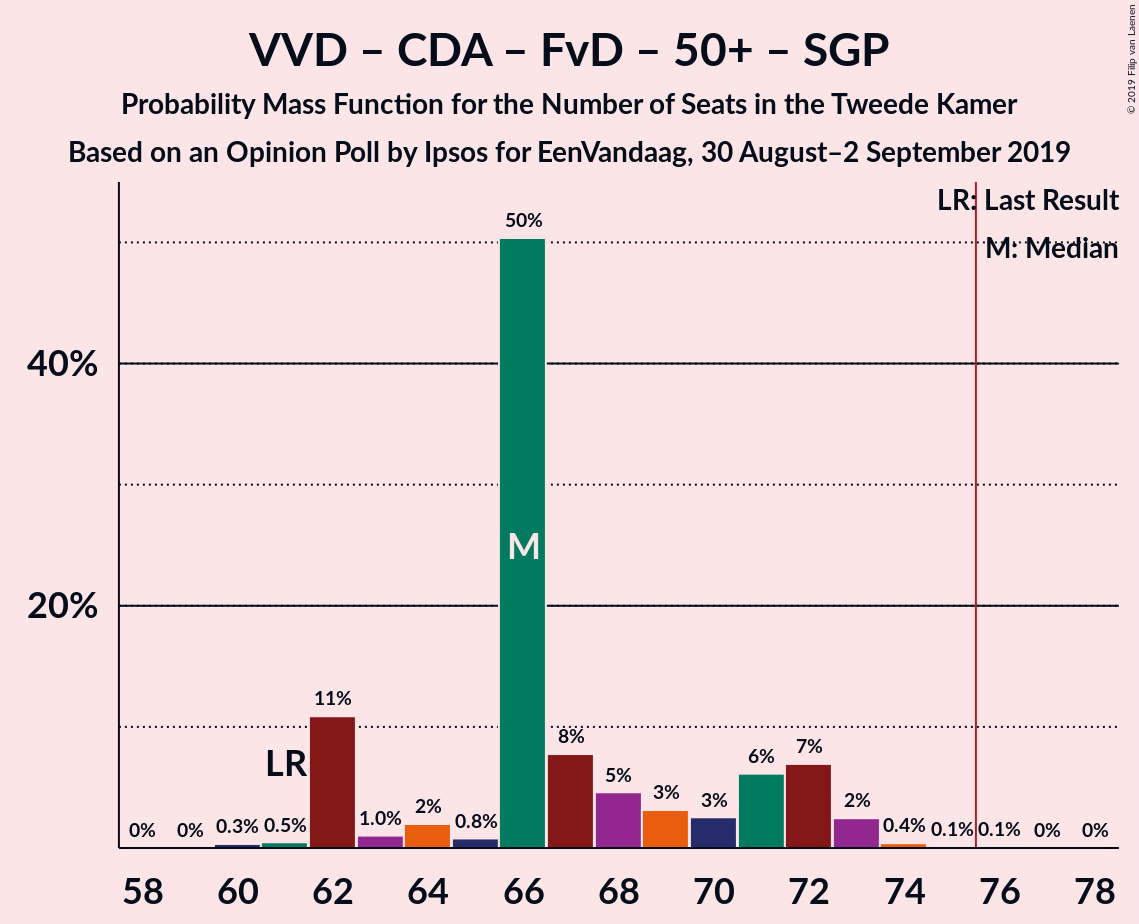 VVD – CDA – FvD – 50+ – SGP
Probability Mass Function for the Number of Seats in the Tweede Kamer
Based on an Opinion Poll by Ipsos for EenVandaag, 30 August–2 September 2019
© 2019 Filip van Laenen
LR: Last Result
M: Median
50%
40%
20%
M
11%
LR
8%
7%
6%
5%
3%
3%
2%
2%
0% 0% 0.3% 0.5% 1.0% 0.8% 0.4% 0.1% 0.1% 0% 0%
58 60 62 64 66 68 70 72 74 76 78